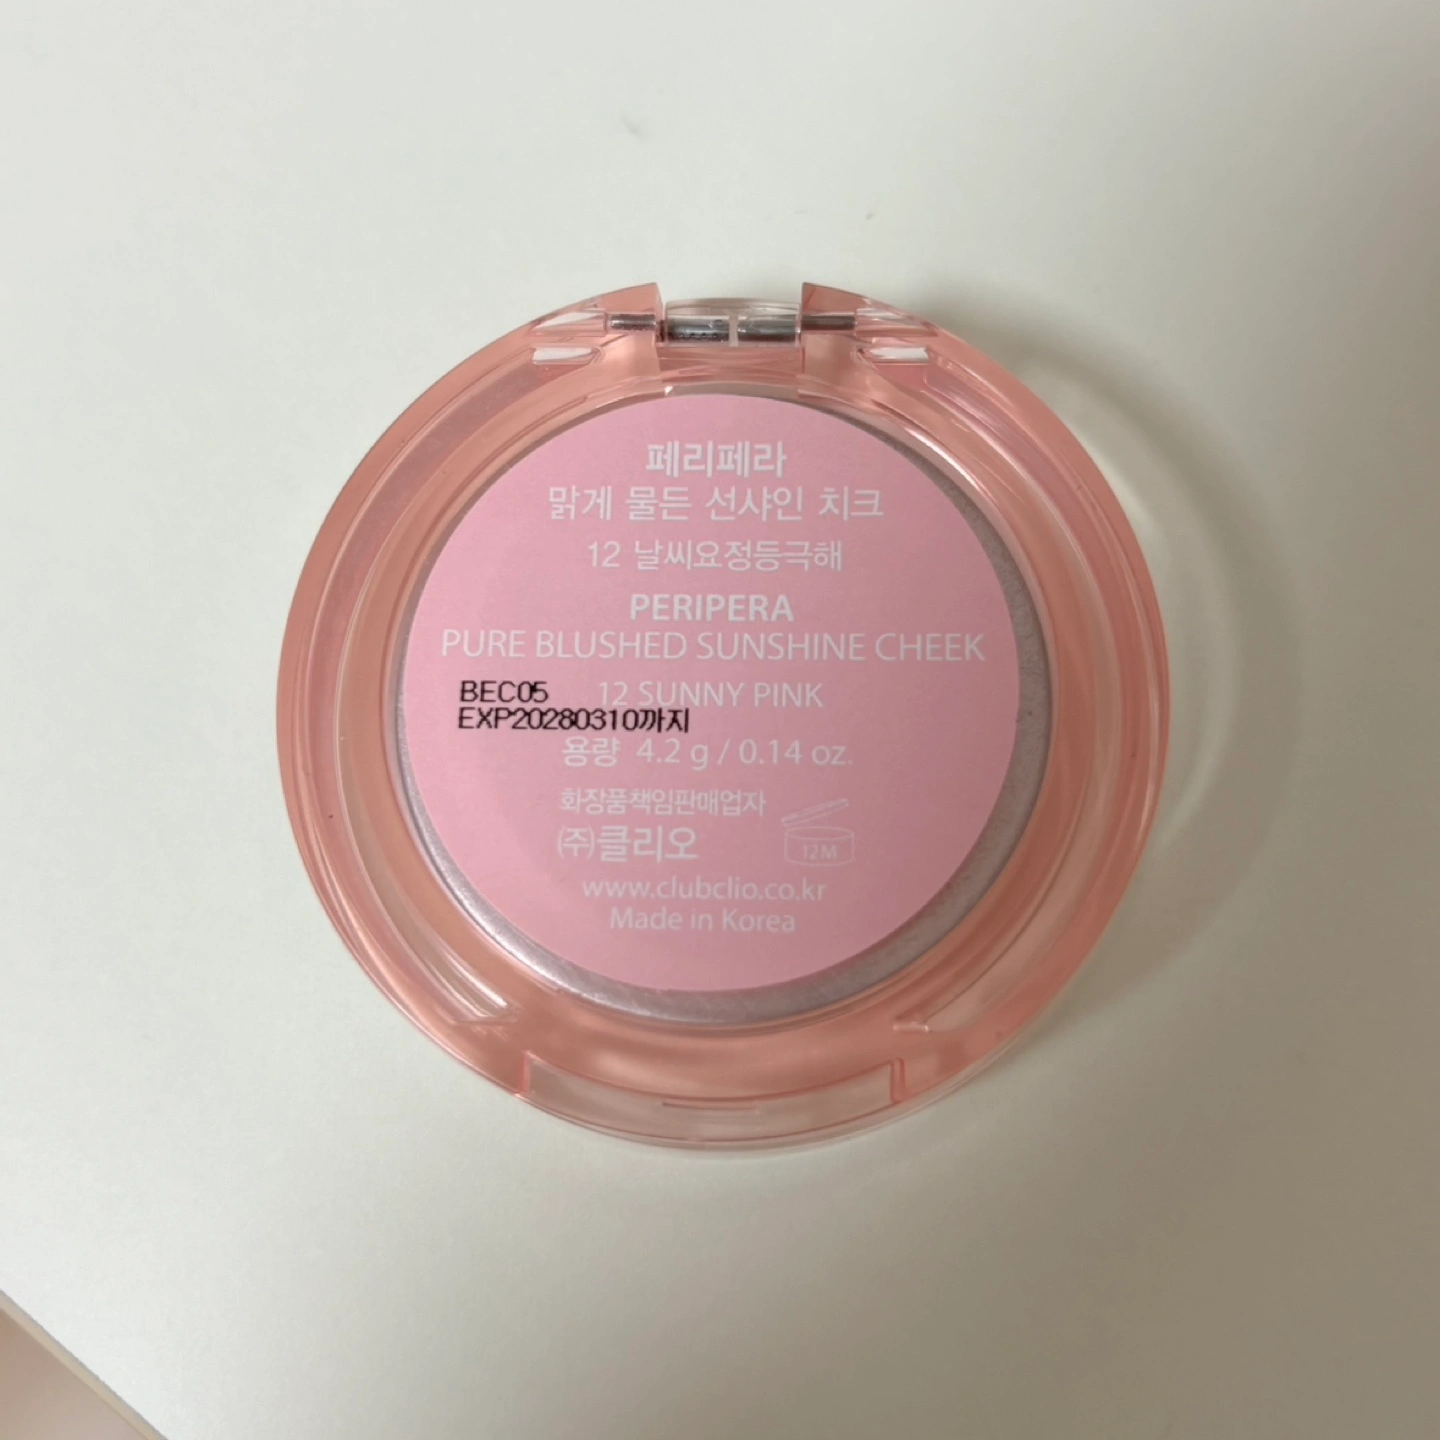 페리페라
맑게 물든 선샤인 치크
12 날씨요정등극해
PERIPERA
PURE BLUSHED SUNSHINE CHEEK
BEC05 12 SUNNY PINK
EXP20280310까지
용량 4.2 g / 0.14 oz.
화장품책임판매업자
㈜클리오
12M
www.clubclio.co.kr
Made in Korea